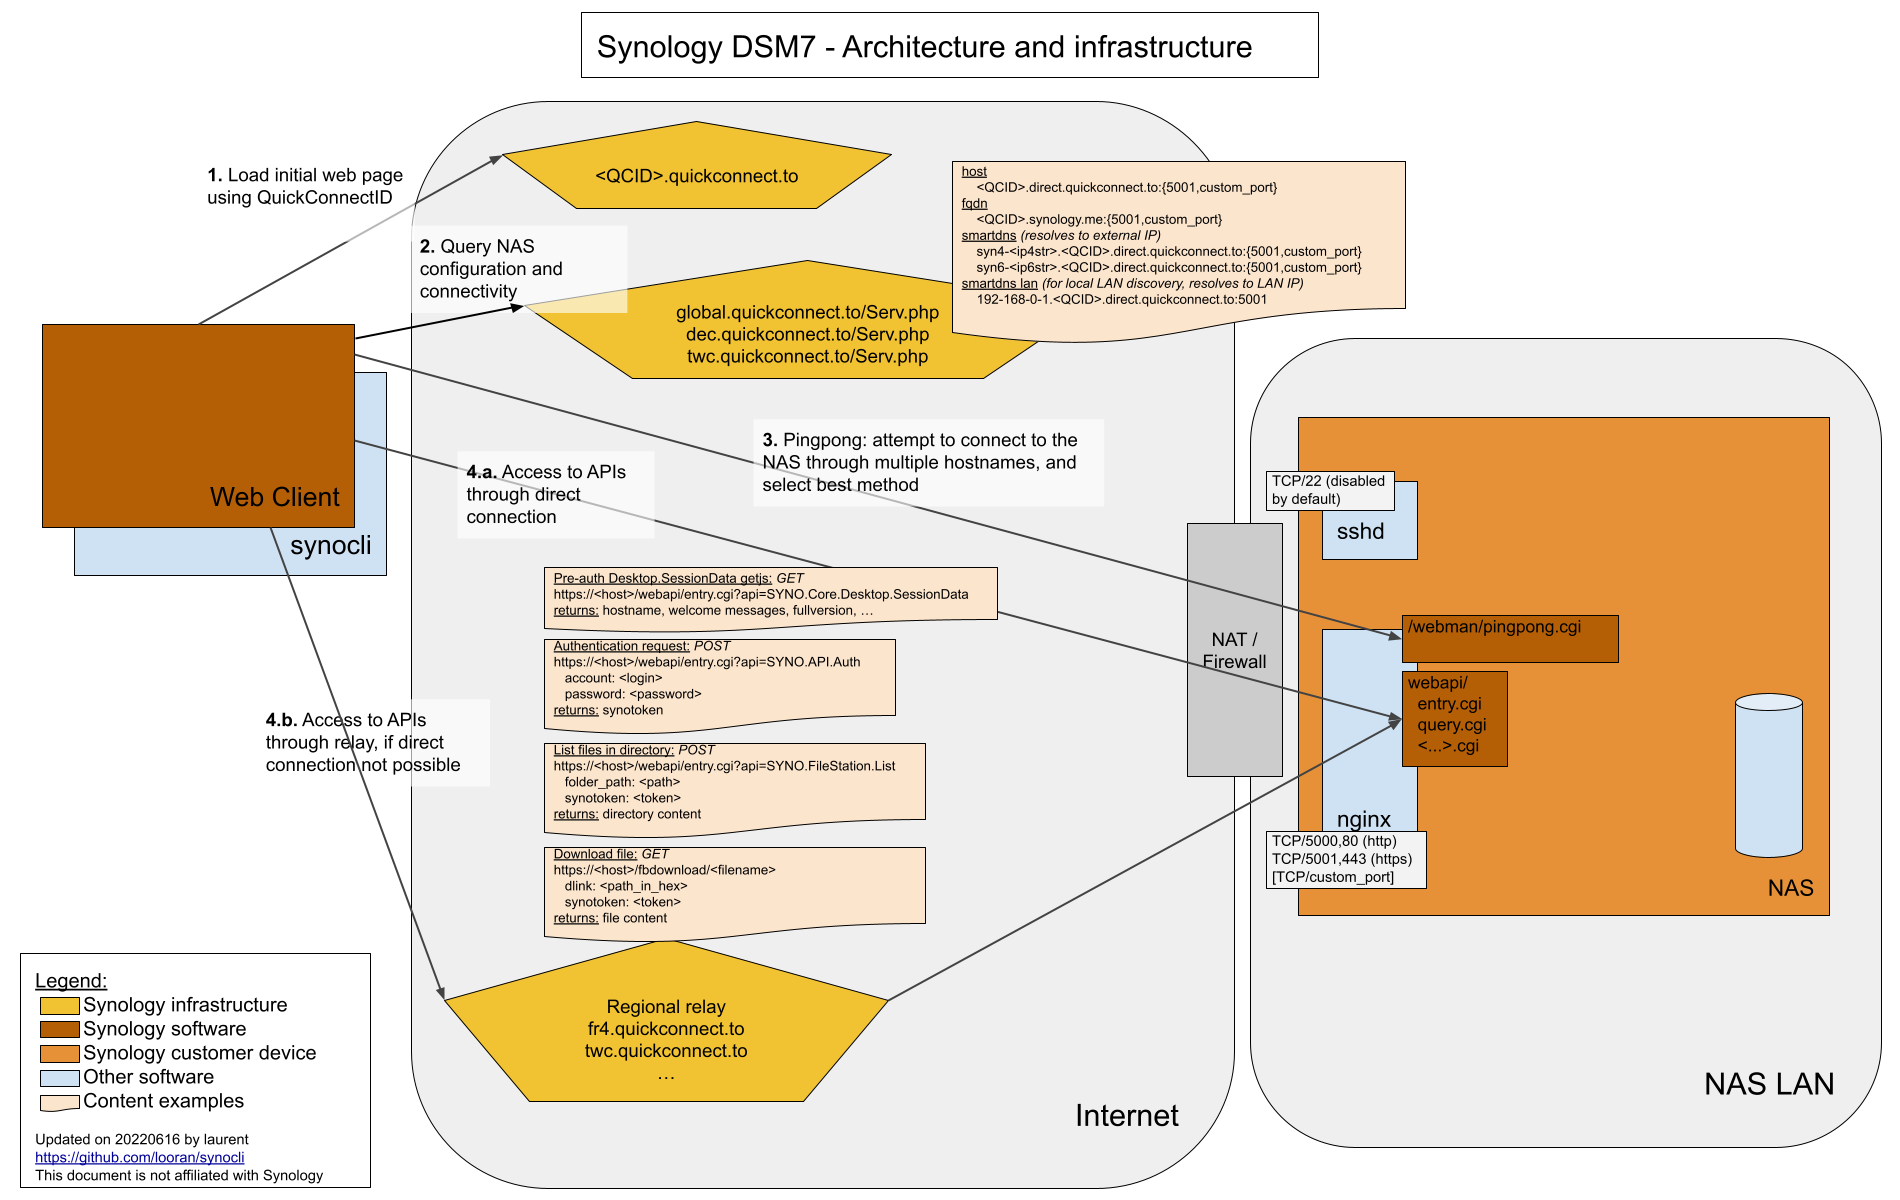 Synology DSM7 - Architecture and infrastructure
1. Load initial web page
using QuickConnectID
<QCID>.quickconnect.to
2. Query NAS
configuration and
connectivity
global.quickconnect.to/Serv.php
dec.quickconnect.to/Serv.php
twc.quickconnect.to/Serv.php
host
<QCID>.direct.quickconnect.to:{5001,custom_port}
fqdn
<QCID>.synology.me:{5001,custom_port}
smartdns (resolves to external IP)
syn4-<ip4str>.<QCID>.direct.quickconnect.to:{5001,custom_port}
syn6-<ip6str>.<QCID>.direct.quickconnect.to:{5001,custom_port}
smartdns lan (for local LAN discovery, resolves to LAN IP)
192-168-0-1.<QCID>.direct.quickconnect.to:5001
Web Client
synocli
3. Pingpong: attempt to connect to the
NAS through multiple hostnames, and
select best method
4.a. Access to APIs
through direct
connection
Pre-auth Desktop.SessionData getjs: GET
https://<host>/webapi/entry.cgi?api=SYNO.Core.Desktop.SessionData
returns: hostname, welcome messages, fullversion, …
Authentication request: POST
https://<host>/webapi/entry.cgi?api=SYNO.API.Auth
account: <login>
password: <password>
returns: synotoken
List files in directory: POST
https://<host>/webapi/entry.cgi?api=SYNO.FileStation.List
folder_path: <path>
synotoken: <token>
returns: directory content
Download file: GET
https://<host>/fbdownload/<filename>
dlink: <path_in_hex>
synotoken: <token>
returns: file content
4.b. Access to APIs
through relay, if direct
connection not possible
Regional relay
fr4.quickconnect.to
twc.quickconnect.to
…
Internet
NAT /
Firewall
TCP/22 (disabled
by default)
sshd
/webman/pingpong.cgi
webapi/
entry.cgi
query.cgi
<...>.cgi
nginx
TCP/5000,80 (http)
TCP/5001,443 (https)
[TCP/custom_port]
NAS
NAS LAN
Legend:
Synology infrastructure
Synology software
Synology customer device
Other software
Content examples
Updated on 20220616 by laurent
https://github.com/looran/synocli
This document is not affiliated with Synology